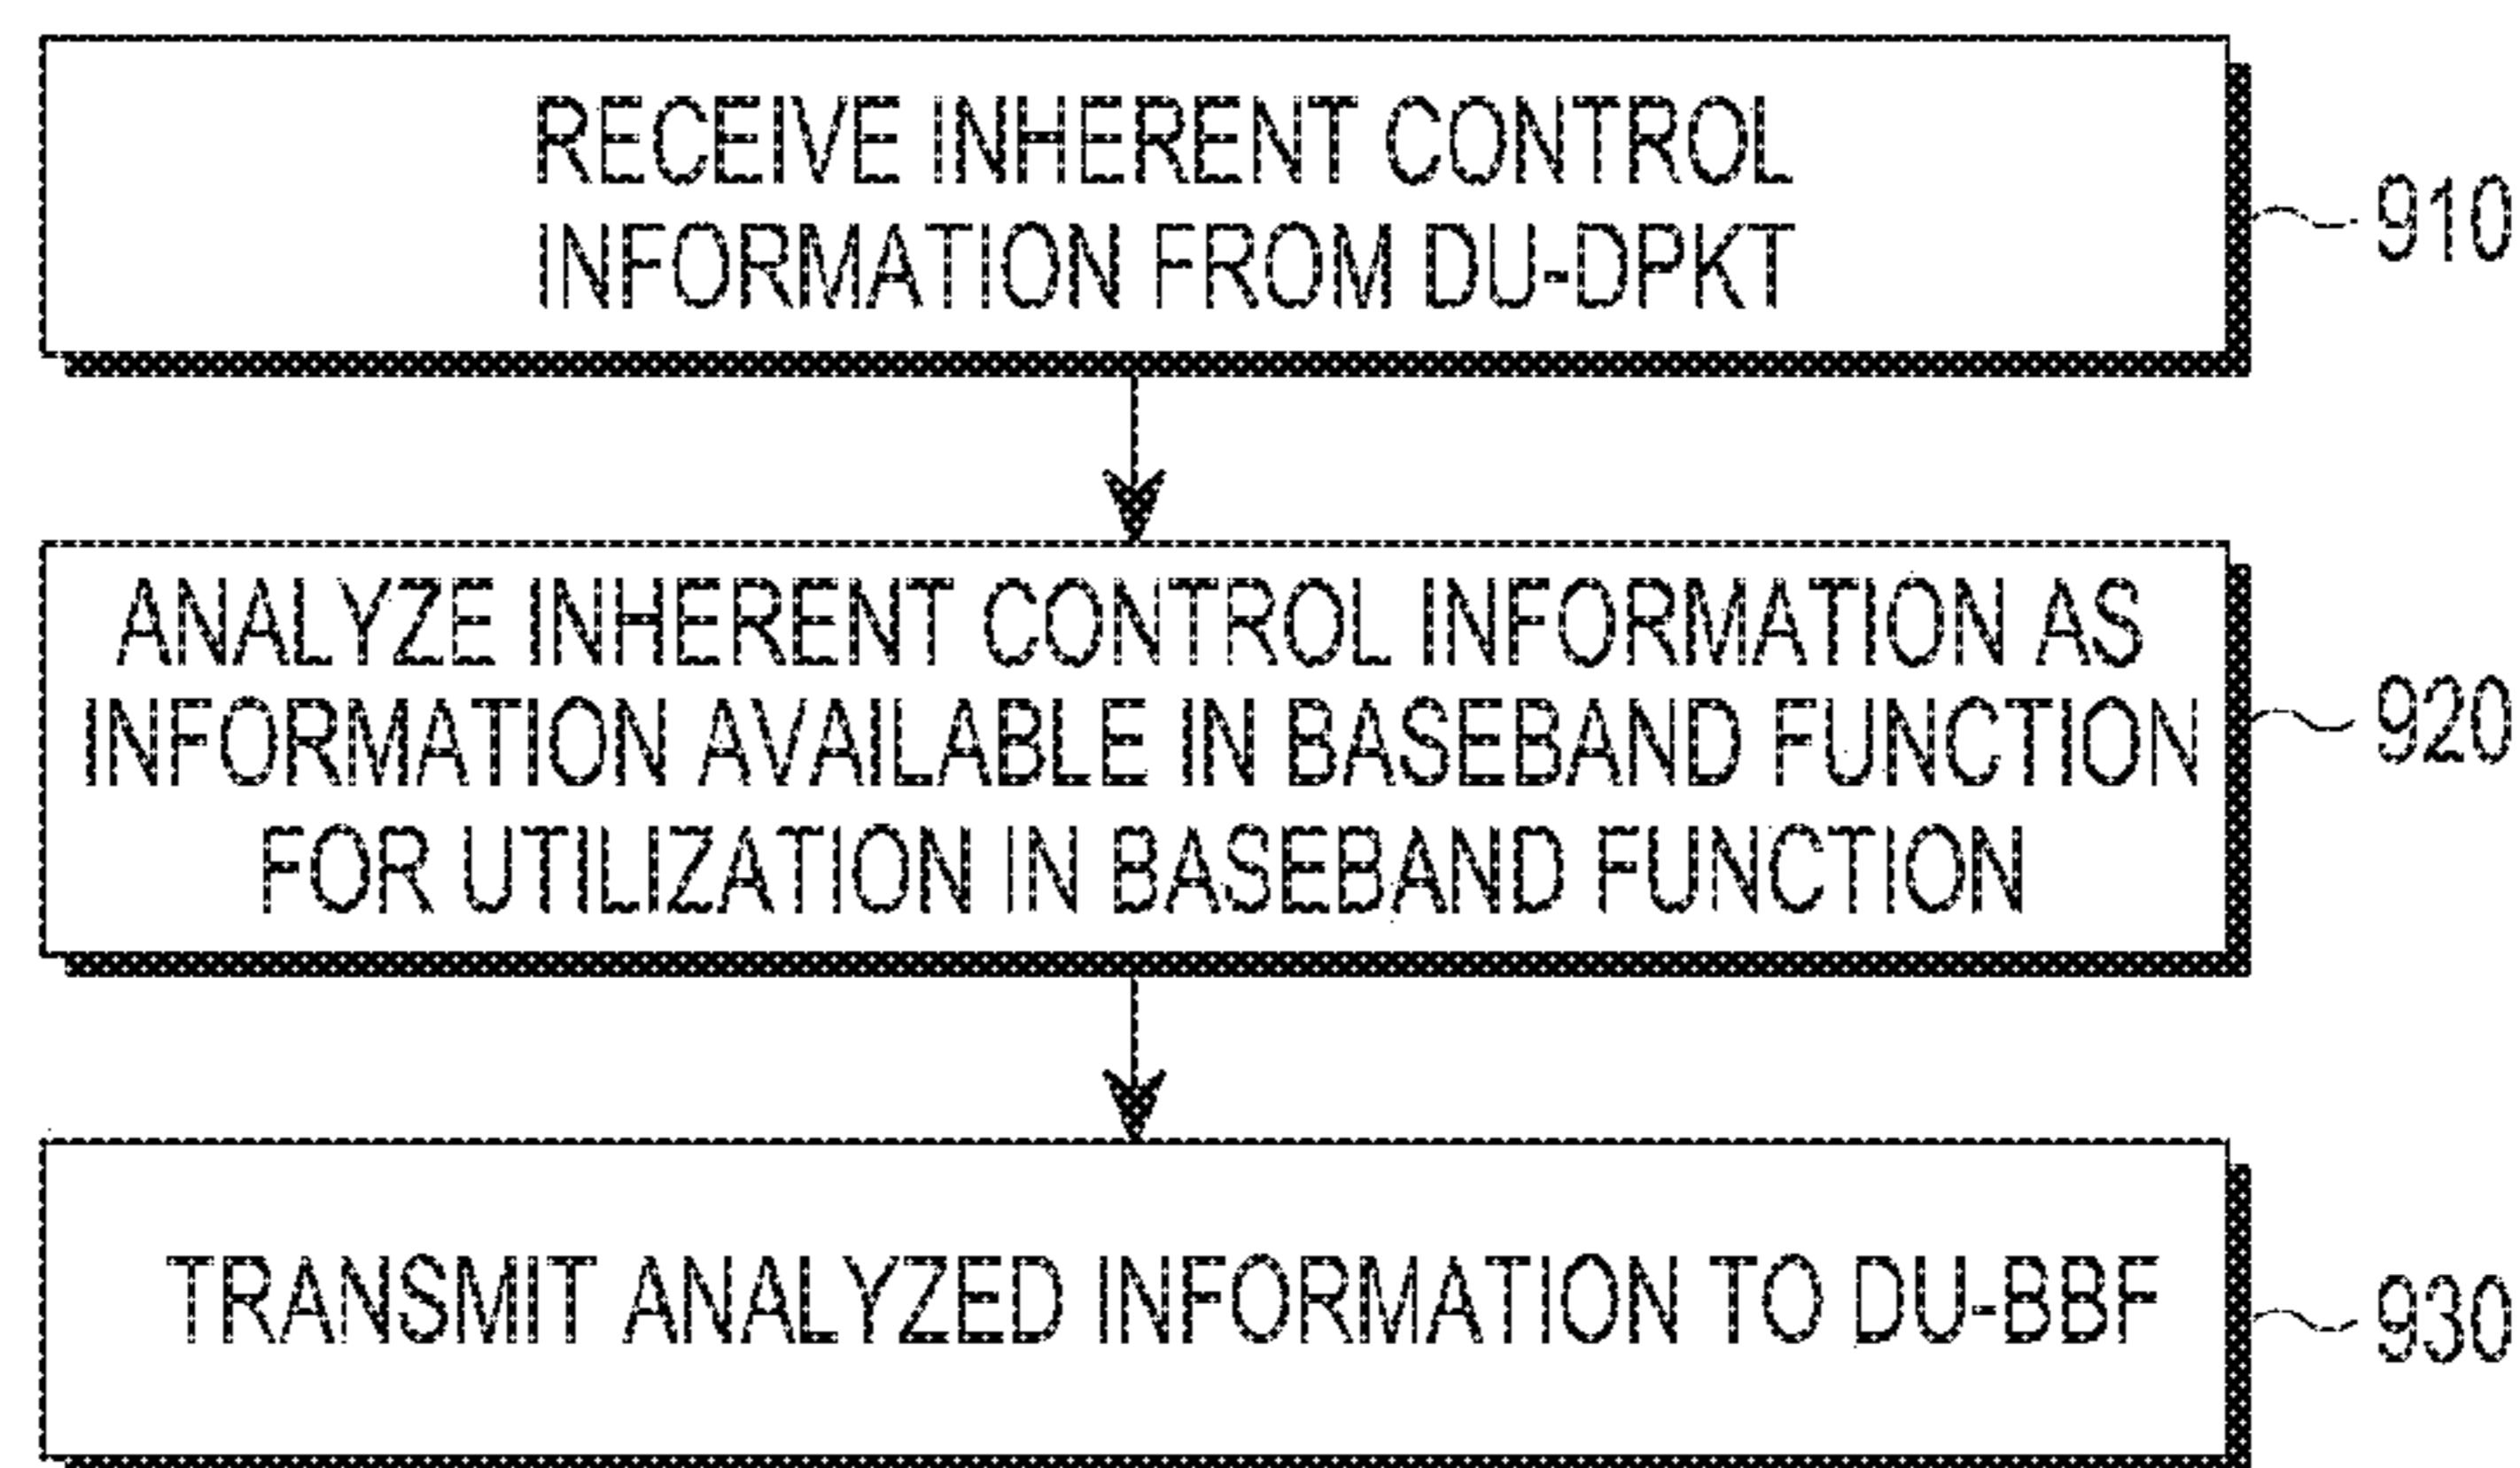 RECEIVE INHERENT CONTROL
INFORMATION FROM DU-DPKT
910
ANALYZE INHERENT CONTROL INFORMATION AS
INFORMATION AVAILABLE IN BASEBAND FUNCTION
FOR UTILIZATION IN BASEBAND FUNCTION
920
TRANSMIT ANALYZED INFORMATION TO DU-BBF
930